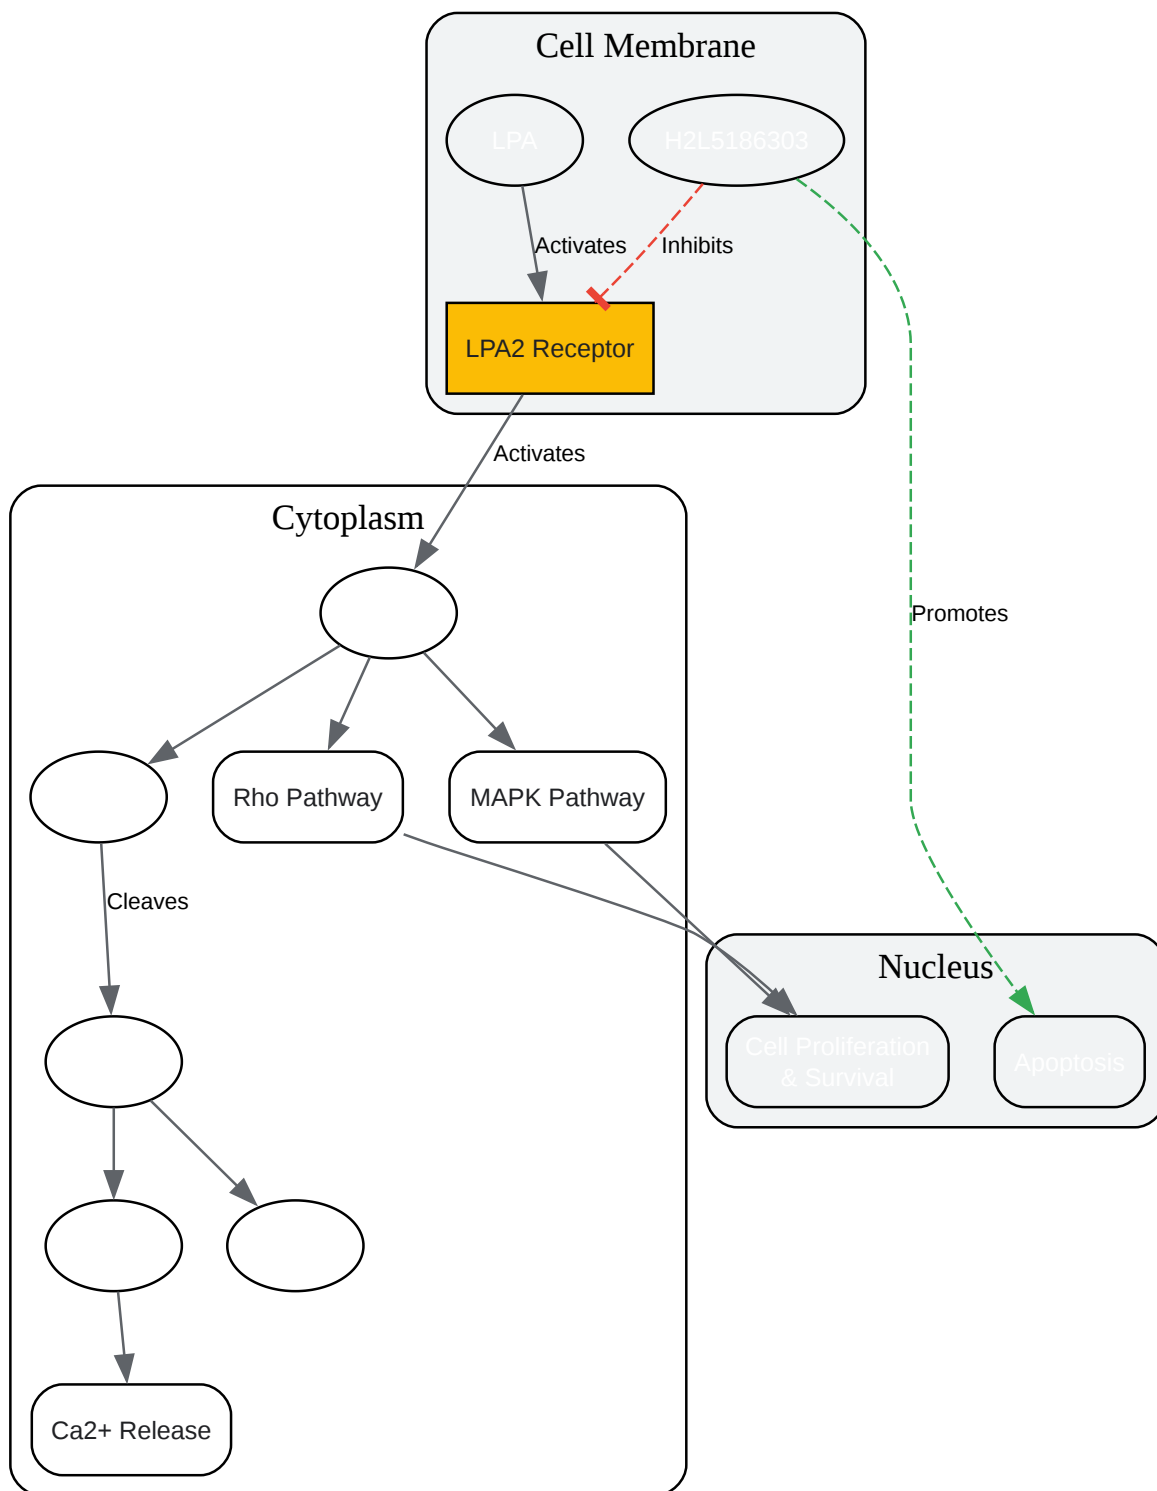 Cell Membrane
LPA
H2L5186303
Activates
Inhibits
LPA2 Receptor
Activates
Cytoplasm
Promotes
Rho Pathway
MAPK Pathway
Cleaves
Nucleus
Cell Proliferation
& Survival
Apoptosis
Ca2+ Release